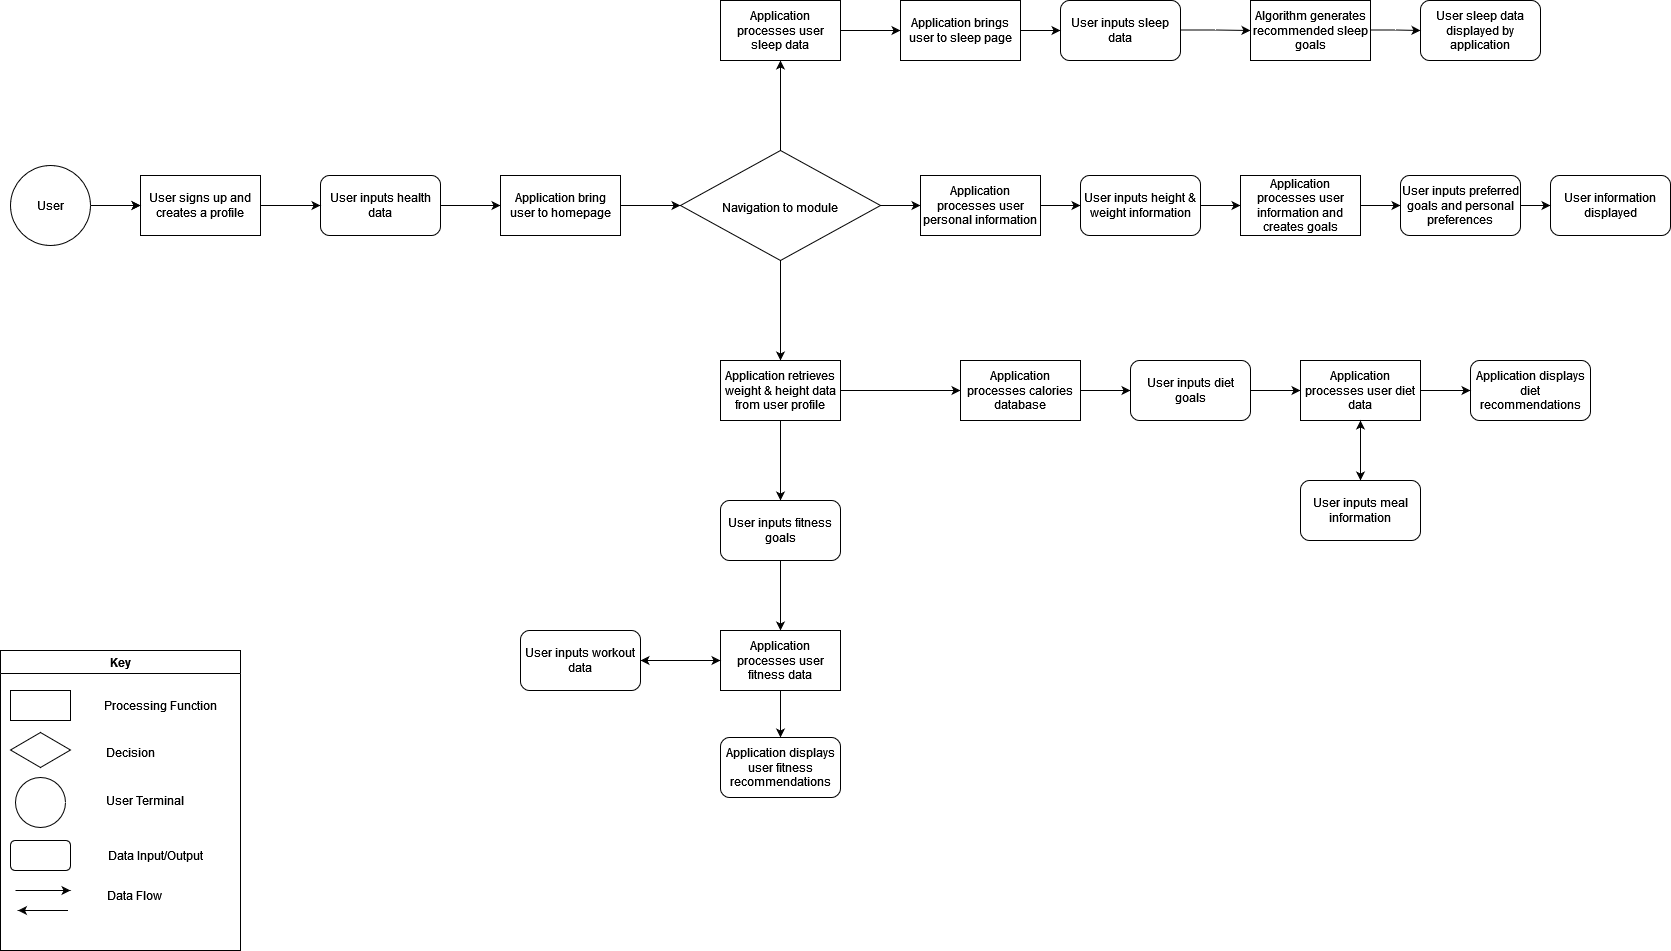 Application
processes user
sleep data
Application brings
user to sleep page
User inputs sleep
data
Algorithm generates
recommended sleep
goals
User sleep data
displayed by
application
User
User signs up and
creates a profile
User inputs health
data
Application bring
user to homepage
Navigation to module
Application
processes user
personal information
User inputs height &
weight information
Application
processes user
information and
creates goals
User inputs preferred
goals and personal
preferences
User information
displayed
Application retrieves
weight & height data
from user profile
Application
processes calories
database
User inputs diet
goals
Application
processes user diet
data
Application displays
diet
recommendations
User inputs meal
information
User inputs fitness
goals
User inputs workout
data
Application
processes user
fitness data
Application displays
user fitness
recommendations
Key
Processing Function
Decision
User Terminal
Data Input/Output
Data Flow